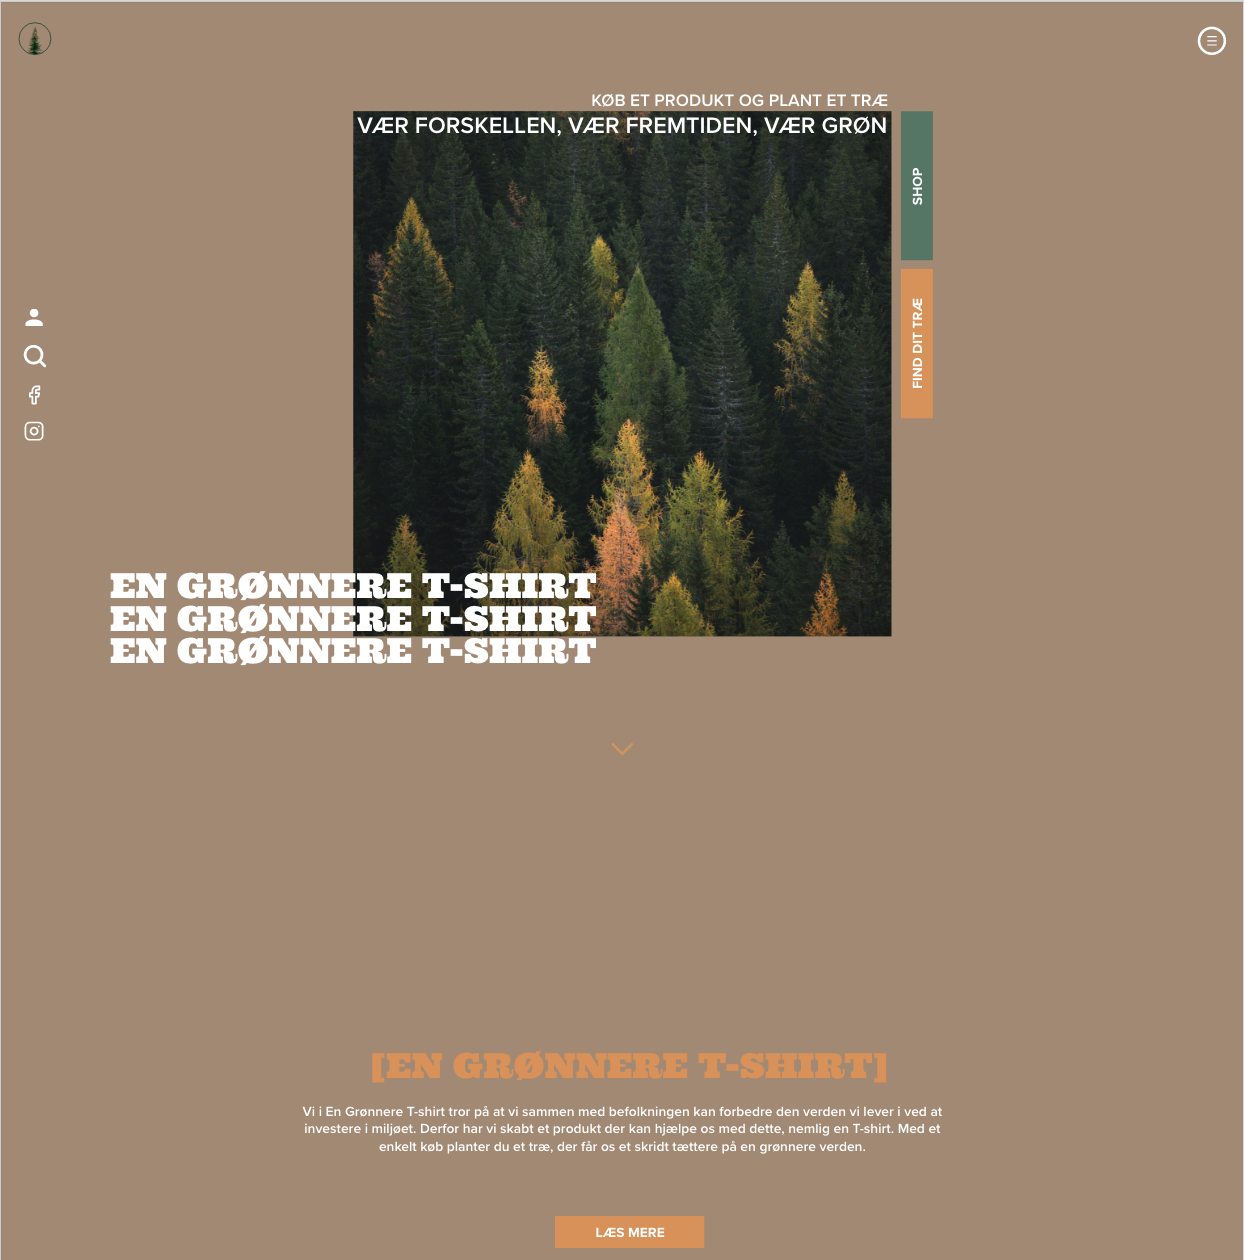 KØB ET PRODUKT OG PLANT ET TRÆ
VÆR FORSKELLEN, VÆR FREMTIDEN, VÆR GRØN
SHOP
FIND DIT TRÆ
EN GRØNNERE T-SHIRT
EN GRØNNERE T-SHIRT
EN GRØNNERE T-SHIRT
[EN GRØNNERE T-SHIRT]
Vi i En Grønnere T-shirt tror på at vi sammen med befolkningen kan forbedre den verden vi lever i ved at
investere i miljøet. Derfor har vi skabt et produkt der kan hjælpe os med dette, nemlig en T-shirt. Med et
enkelt køb planter du et træ, der får os et skridt tættere på en grønnere verden.
LÆS MERE